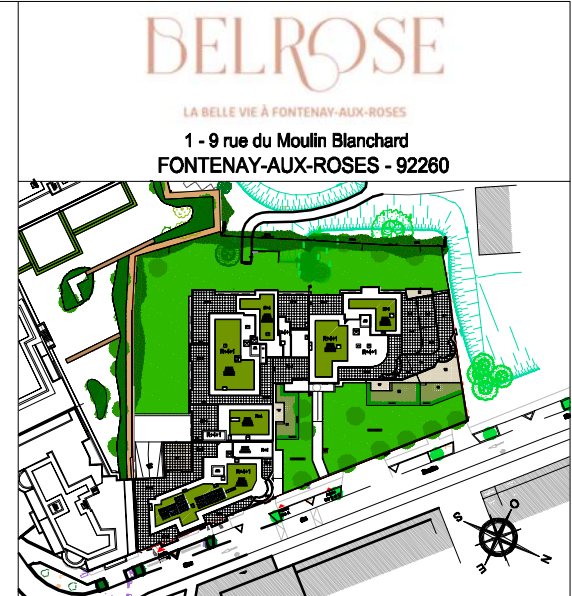 BELROSE
LA BELLE VIE À FONTENAY-AUX-ROSES
1 - 9 rue du Moulin Blanchard
FONTENAY-AUX-ROSES - 92260
O
S
N
E